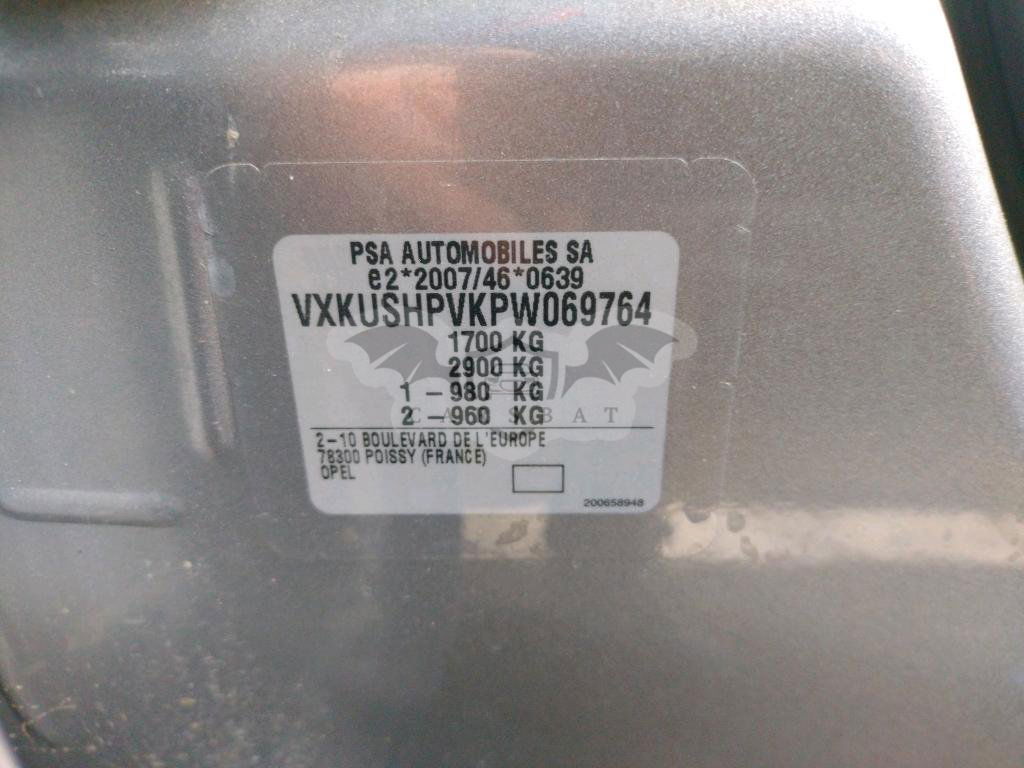 PSA AUTOMOBILES SA
e2*2007/46*0639
VXKUSHPVKPW069764
1700 KG
2900 KG
1 - 980 KG
2 - 960 KG
CARSBAT
2-10 BOULEVARD DE L'EUROPE
78300 POISSY (FRANCE)
OPEL
200658948